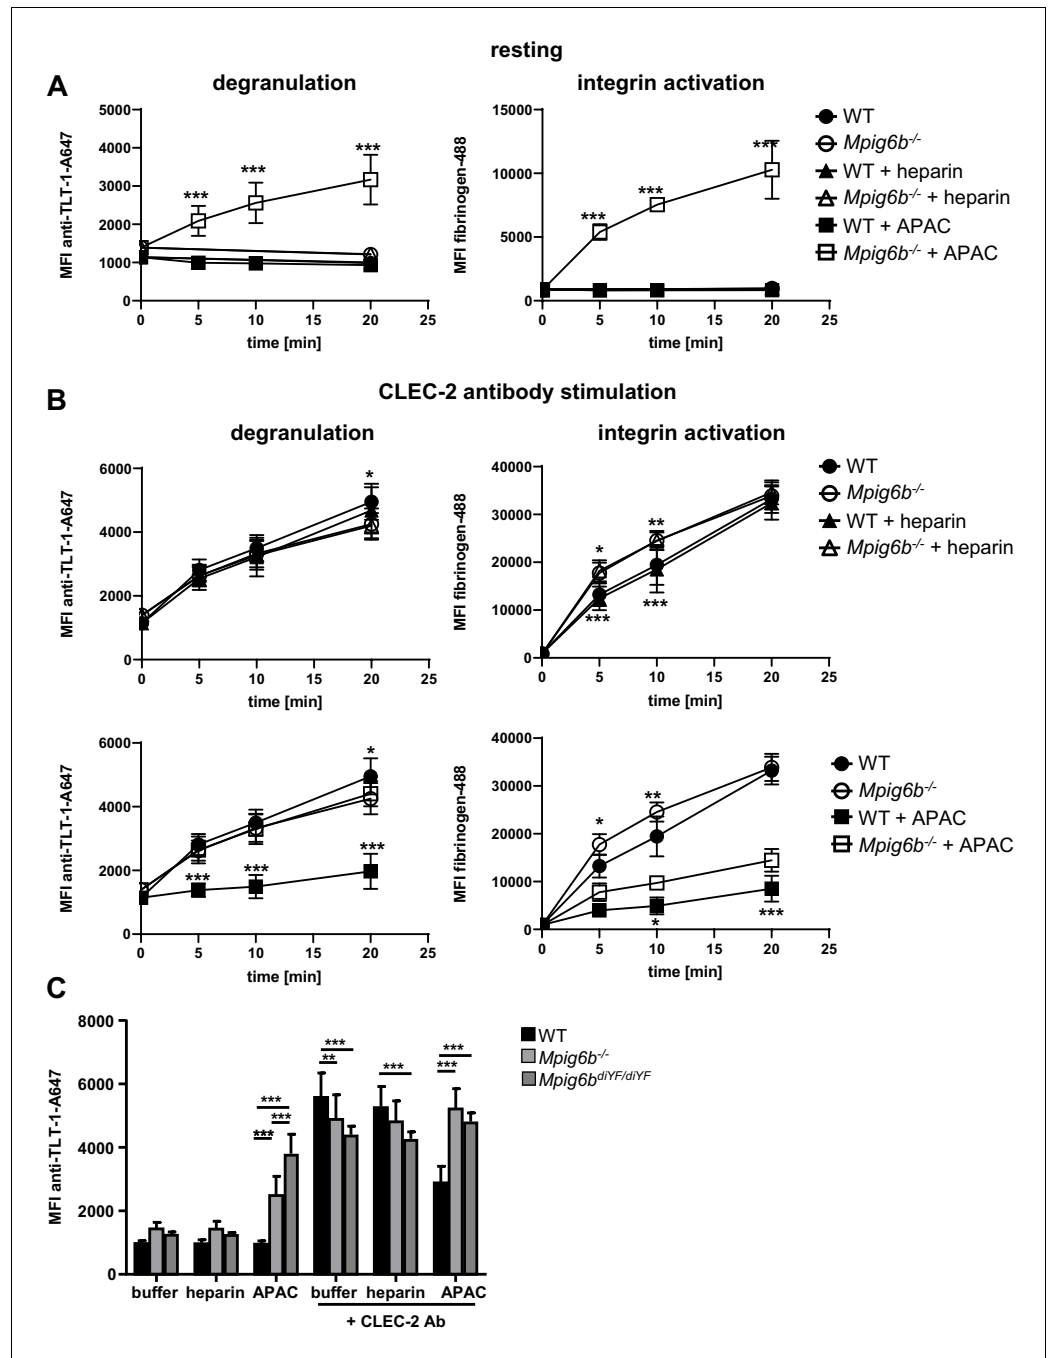 resting
A
degranulation
integrin activation
MFI anti-TLT-1-A647
5000
4000
3000
2000
1000
0
*** *** ***
0 5 10 15 20 25
time [min]
MFI fibrinogen-488
15000
10000
5000
0
*** *** ***
0 5 10 15 20 25
time [min]
WT
Mpig6b-/-
WT + heparin
Mpig6b-/- + heparin
WT + APAC
Mpig6b-/- + APAC
CLEC-2 antibody stimulation
B
degranulation
integrin activation
MFI anti-TLT-1-A647
6000
4000
2000
0
*
0 5 10 15 20 25
time [min]
MFI fibrinogen-488
40000
30000
20000
10000
0
* **
*** ***
0 5 10 15 20 25
time [min]
WT
Mpig6b-/-
WT + heparin
Mpig6b-/- + heparin
MFI anti-TLT-1-A647
6000
4000
2000
0
*
*** *** ***
0 5 10 15 20 25
time [min]
MFI fibrinogen-488
40000
30000
20000
10000
0
* **
* ***
0 5 10 15 20 25
time [min]
WT
Mpig6b-/-
WT + APAC
Mpig6b-/- + APAC
C
MFI anti-TLT-1-A647
8000
6000
4000
2000
0
***
*** ***
***
**
***
***
***
buffer heparin APAC buffer heparin APAC
+ CLEC-2 Ab
WT
Mpig6b-/-
Mpig6bdiYF/diYF